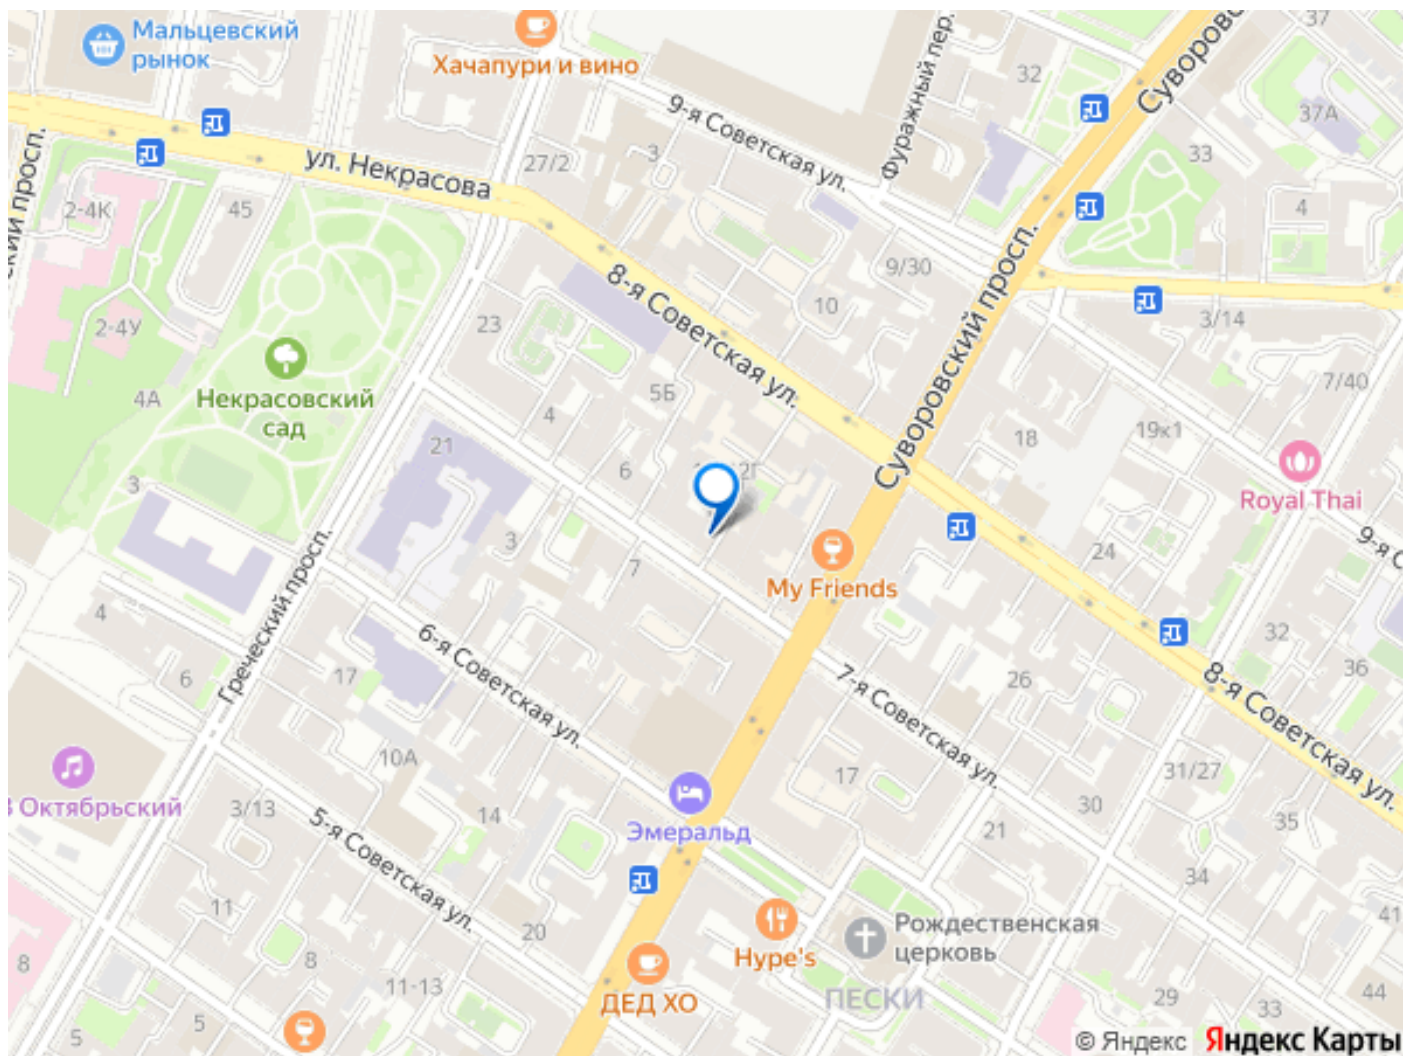 Мальцевский
рынок
Хачапури и вино
Фуражный пер.
Суворовс
37
32
37А
9-я Советская ул.
ский просп.
ул. Некрасова
27/2
3
33
2-4К
45
4
9/30
8-я Советская ул.
10
Суворовский просп.
3/14
2-4У
23
7/40
4А
Некрасовский
сад
5Б
4
21
6
18
19к1
Royal Thai
3
3
7
24
9-я С
My Friends
4
Греческий просп.
6-я Советская ул.
32
36
6
17
7-я Советская ул.
26
8-я Советская ул.
10А
17
31/27
Октябрьский
3/13
14
Эмеральд
30
35
5-я Советская ул.
21
34
11
20
Рождественская
церковь
41
Hype's
8
8
11-13
ДЕД ХО
ПЕСКИ
29
33
44
5
© Яндекс Яндекс Карты